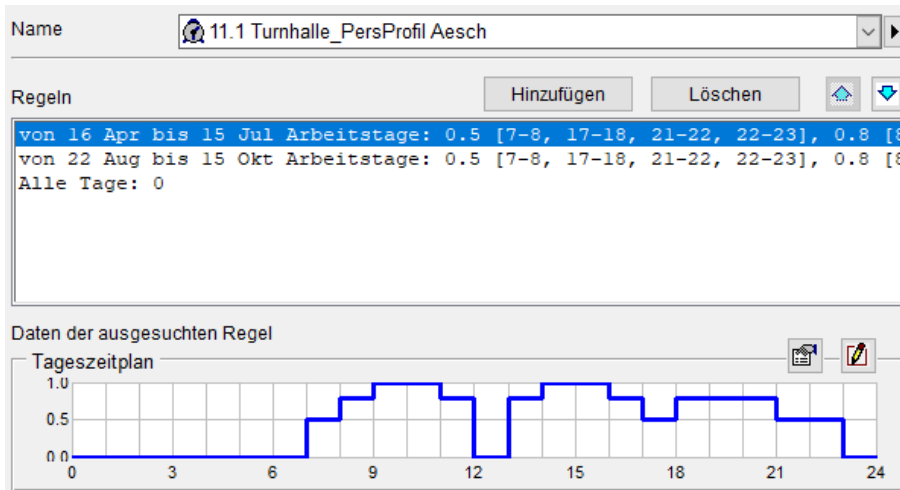 Name
11.1 Turnhalle_PersProfil Aesch
Regeln
Hinzufügen
Löschen
von 16 Apr bis 15 Jul Arbeitstage: 0.5 [7-8, 17-18, 21-22, 22-23], 0.8 [8
von 22 Aug bis 15 Okt Arbeitstage: 0.5 [7-8, 17-18, 21-22, 22-23], 0.8 [8
Alle Tage: 0
Daten der ausgesuchten Regel
Tageszeitplan
1.0
0.5
0.0
0 3 6 9 12 15 18 21 24